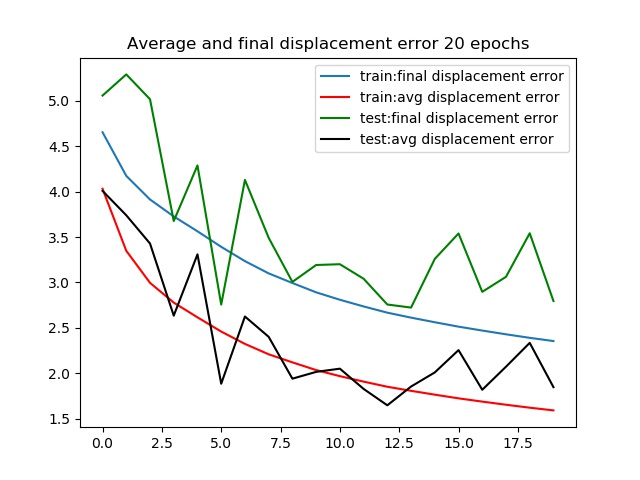 Average and final displacement error 20 epochs
train:final displacement error
train:avg displacement error
test:final displacement error
test:avg displacement error
5.0
4.5
4.0
3.5
3.0
2.5
2.0
1.5
0.0 2.5 5.0 7.5 10.0 12.5 15.0 17.5